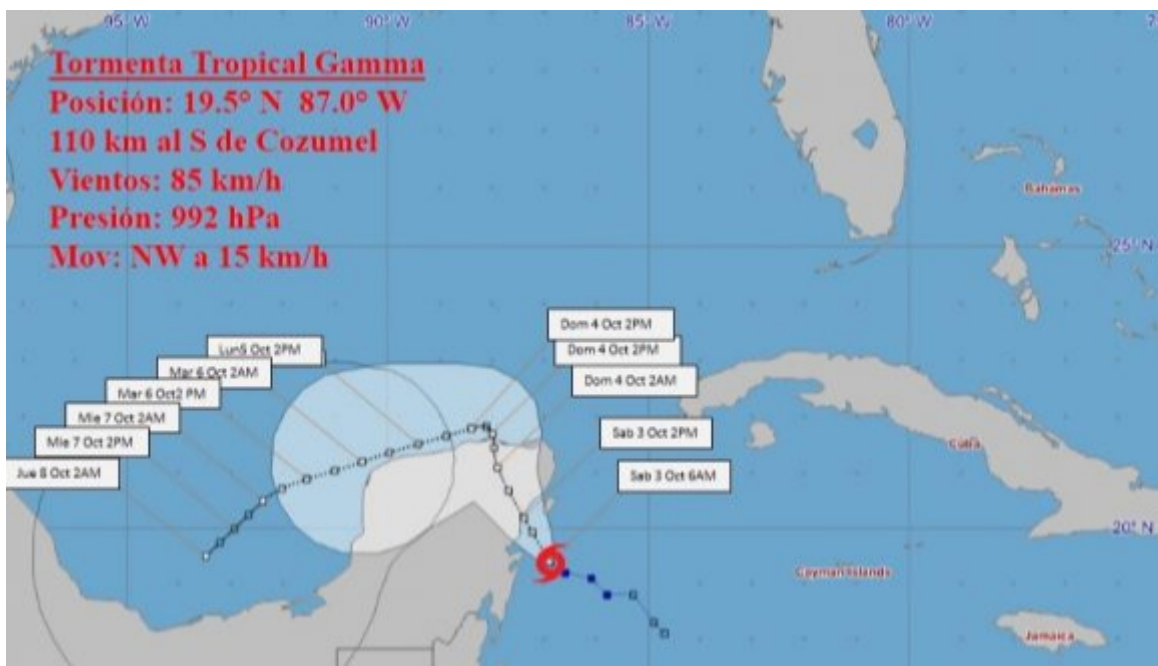 95° W
90° W
85° W
80° W
Tormenta Tropical Gamma
Posición: 19.5° N 87.0° W
110 km al S de Cozumel
Vientos: 85 km/h
Presión: 992 hPa
Mov: NW a 15 km/h
Bahamas
25° N
Dom 4 Oct 2PM
Lun5 Oct 2PM
Dom 4 Oct 2PM
Mar 6 Oct 2AM
Dom 4 Oct 2AM
Mar 6 Oct2 PM
Mie 7 Oct 2AM
Sab 3 Oct 2PM
Mie 7 Oct 2PM
Cuba
Jue 8 Oct 2AM
Sab 3 Oct 6AM
20° N
Cayman Islands
Jamaica